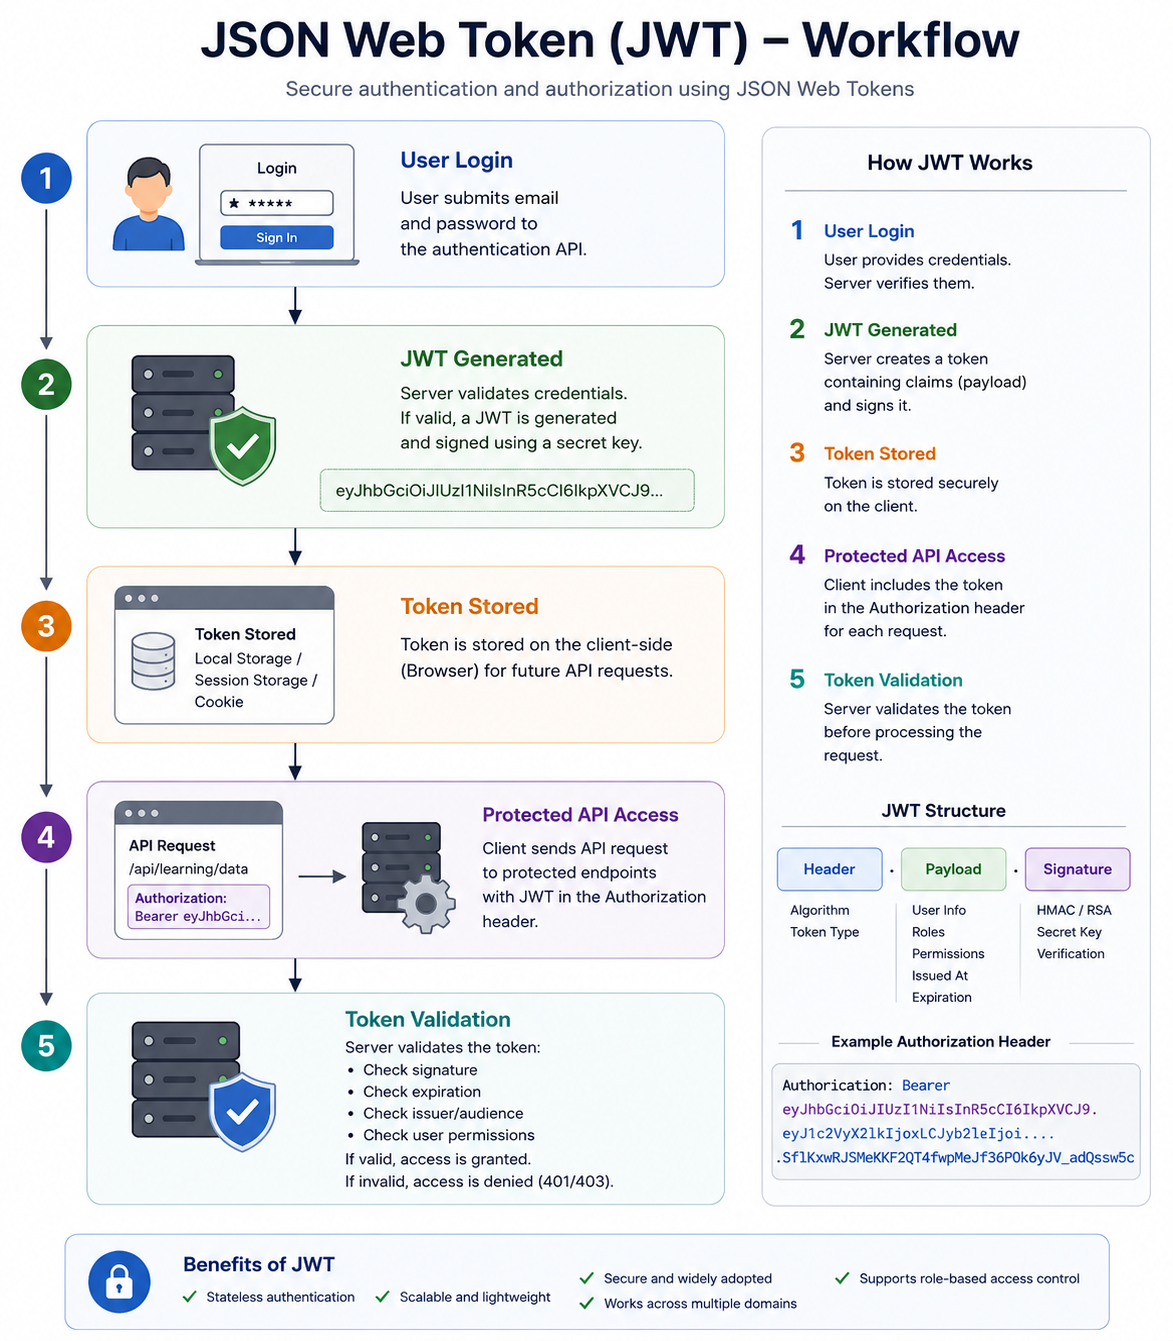 JSON Web Token (JWT) – Workflow
Secure authentication and authorization using JSON Web Tokens
1
Login
★ *****
Sign In
User Login
User submits email
and password to
the authentication API.
2
JWT Generated
Server validates credentials.
If valid, a JWT is generated
and signed using a secret key.
eyJhbGciOiJIUzI1NiIsInR5cCI6IkpXVCJ9...
3
Token Stored
Local Storage /
Session Storage /
Cookie
Token Stored
Token is stored on the client-side
(Browser) for future API requests.
4
API Request
/api/learning/data
Authorization:
Bearer eyJhbGci...
Protected API Access
Client sends API request
to protected endpoints
with JWT in the Authorization
header.
5
Token Validation
Server validates the token:
• Check signature
• Check expiration
• Check issuer/audience
• Check user permissions
If valid, access is granted.
If invalid, access is denied (401/403).
How JWT Works
1 User Login
User provides credentials.
Server verifies them.
2 JWT Generated
Server creates a token
containing claims (payload)
and signs it.
3 Token Stored
Token is stored securely
on the client.
4 Protected API Access
Client includes the token
in the Authorization header
for each request.
5 Token Validation
Server validates the token
before processing the
request.
JWT Structure
Header . Payload . Signature
Algorithm
Token Type
User Info
Roles
Permissions
Issued At
Expiration
HMAC / RSA
Secret Key
Verification
Example Authorization Header
Authorication: Bearer
eyJhbGciOiJIUzI1NiIsInR5cCI6IkpXVCJ9.
eyJ1c2VyX2lkIjoxLCJyb2leIjoi....
.SflKxwRJSMeKKF2QT4fwpMeJf36POk6yJV_adQssw5c
Benefits of JWT
Stateless authentication
Scalable and lightweight
Secure and widely adopted
Works across multiple domains
Supports role-based access control